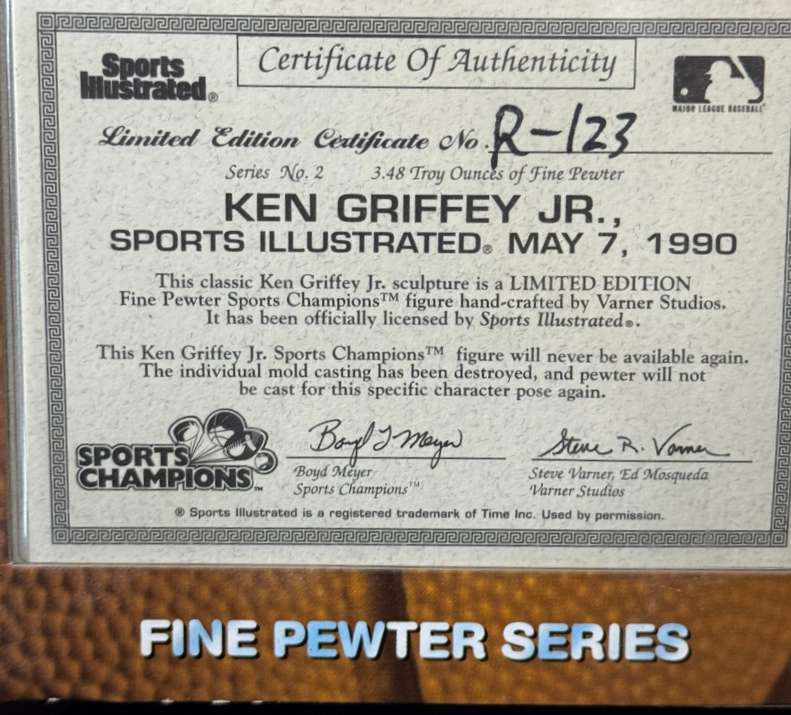 Sports
Illustrated®
Certificate Of Authenticity
MAJOR LEAGUE BASEBALL
Limited Edition Certificate No. R-123
Series No. 2 3.48 Troy Ounces of Fine Pewter
KEN GRIFFEY JR.,
SPORTS ILLUSTRATED® MAY 7, 1990
This classic Ken Griffey Jr. sculpture is a LIMITED EDITION
Fine Pewter Sports Champions™ figure hand-crafted by Varner Studios.
It has been officially licensed by Sports Illustrated®.
This Ken Griffey Jr. Sports Champions™ figure will never be available again.
The individual mold casting has been destroyed, and pewter will not
be cast for this specific character pose again.
SPORTS
CHAMPIONS™
Boyd J Meyer
Boyd Meyer
Sports Champions™
Steve R. Varner
Steve Varner, Ed Mosqueda
Varner Studios
® Sports Illustrated is a registered trademark of Time Inc. Used by permission.
FINE PEWTER SERIES